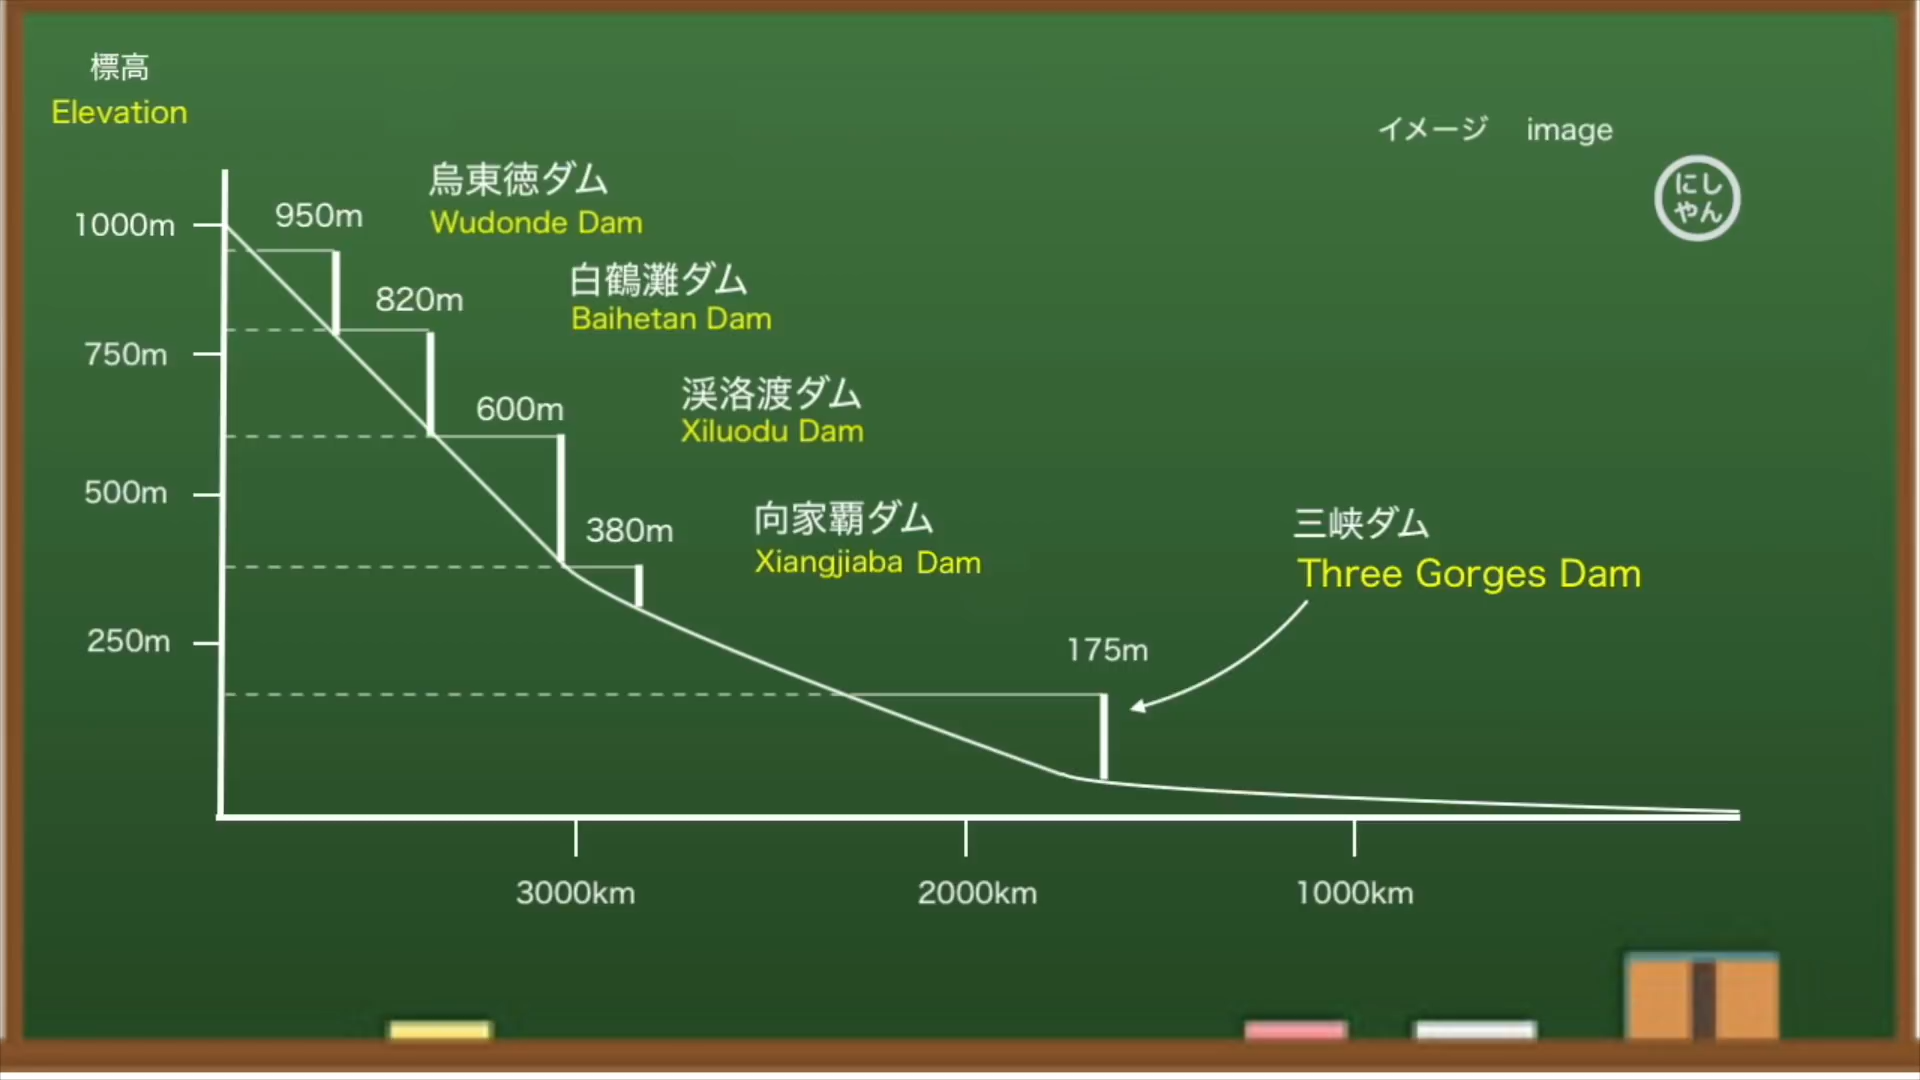 標高
Elevation
イメージ image
にし
やん
烏東徳ダム
Wudonde Dam
950m
1000m
白鶴灘ダム
Baihetan Dam
820m
750m
渓洛渡ダム
Xiluodu Dam
600m
500m
向家覇ダム
Xiangjiaba Dam
380m
三峡ダム
Three Gorges Dam
250m
175m
3000km
2000km
1000km